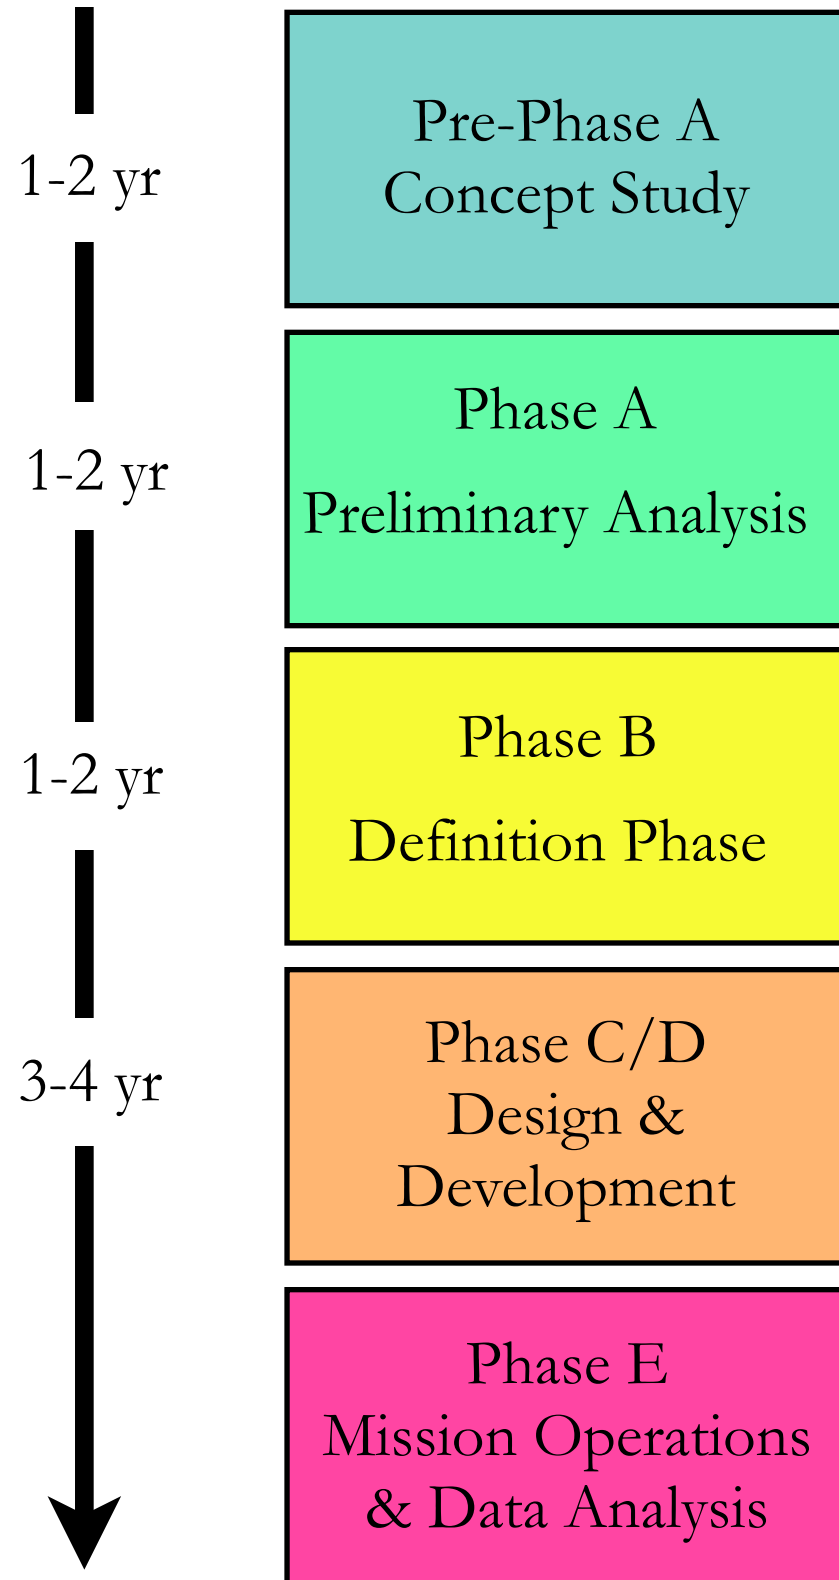 1-2 yr
Pre-Phase A
Concept Study
1-2 yr
Phase A
Preliminary Analysis
1-2 yr
Phase B
Definition Phase
3-4 yr
Phase C/D
Design &
Development
Phase E
Mission Operations
& Data Analysis